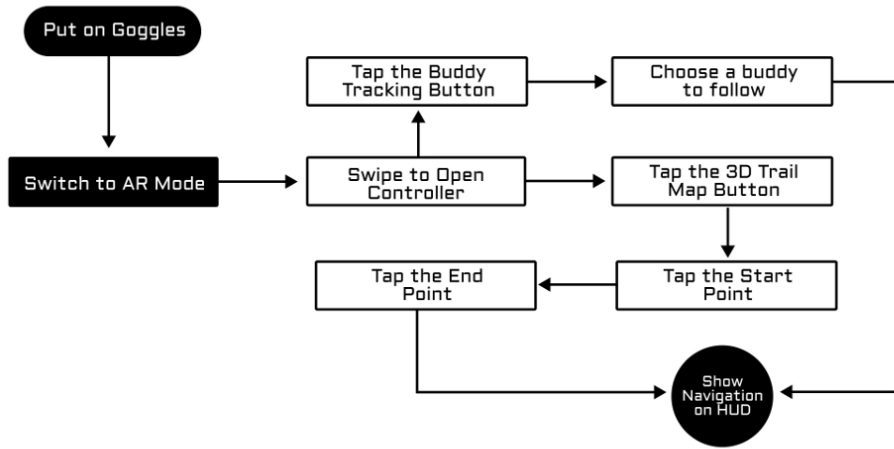 Put on Goggles
Tap the Buddy
Tracking Button
Choose a buddy
to follow
Switch to AR Mode
Swipe to Open
Controller
Tap the 3D Trail
Map Button
Tap the End
Point
Tap the Start
Point
Show
Navigation
on HUD